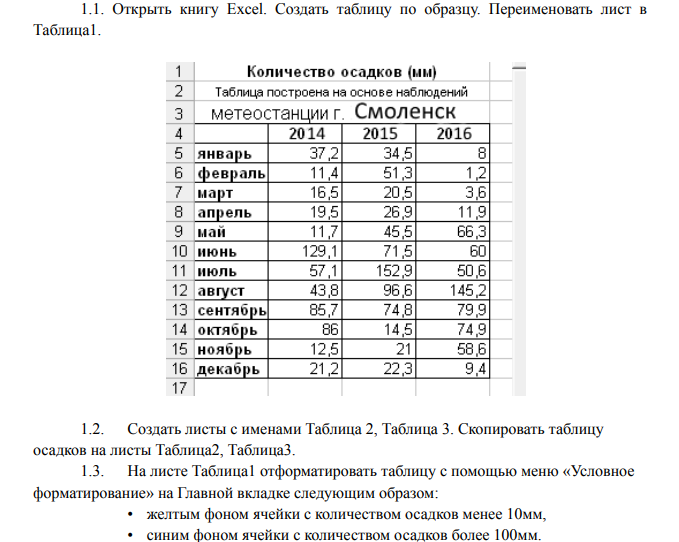 1.1. Открыть книгу Excel. Создать таблицу по образцу. Переименовать лист в
Таблица1.
1 Количество осадков (мм)
2 Таблица построена на основе наблюдений
3 метеостанции г. Смоленск
4 2014 2015 2016
5 январь 37,2 34,5 8
6 февраль 11,4 51,3 1,2
7 март 16,5 20,5 3,6
8 апрель 19,5 26,9 11,9
9 май 11,7 45,5 66,3
10 июнь 129,1 71,5 60
11 июль 57,1 152,9 50,6
12 август 43,8 96,6 145,2
13 сентябрь 85,7 74,8 79,9
14 октябрь 86 14,5 74,9
15 ноябрь 12,5 21 58,6
16 декабрь 21,2 22,3 9,4
17
1.2. Создать листы с именами Таблица 2, Таблица 3. Скопировать таблицу
осадков на листы Таблица2, Таблица3.
1.3. На листе Таблица1 отформатировать таблицу с помощью меню «Условное
форматирование» на Главной вкладке следующим образом:
• желтым фоном ячейки с количеством осадков менее 10мм,
• синим фоном ячейки с количеством осадков более 100мм.